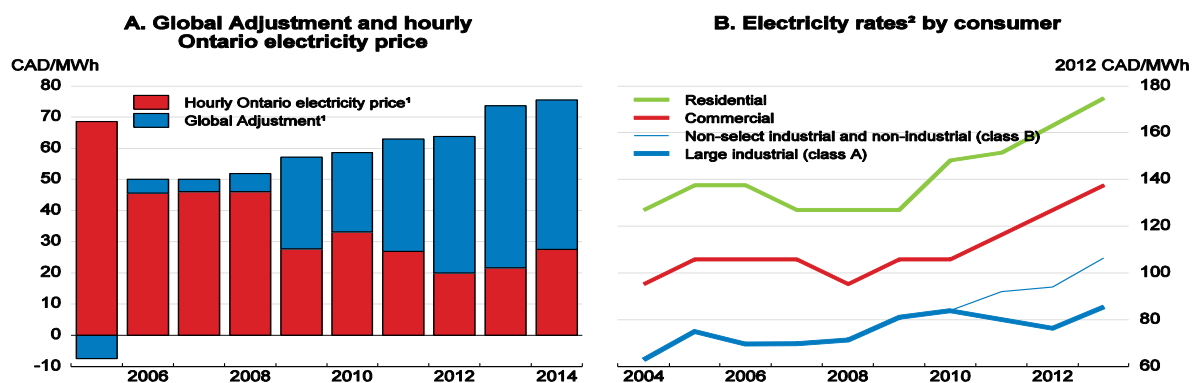 A. Global Adjustment and hourly
Ontario electricity price
CAD/MWh
80
70
60
50
40
30
20
10
0
-10
Hourly Ontario electricity price¹
Global Adjustment¹
2006
2008
2010
2012
2014
B. Electricity rates² by consumer
2012 CAD/MWh
180
160
140
120
100
80
60
Residential
Commercial
Non-select industrial and non-industrial (class B)
Large industrial (class A)
2004
2006
2008
2010
2012